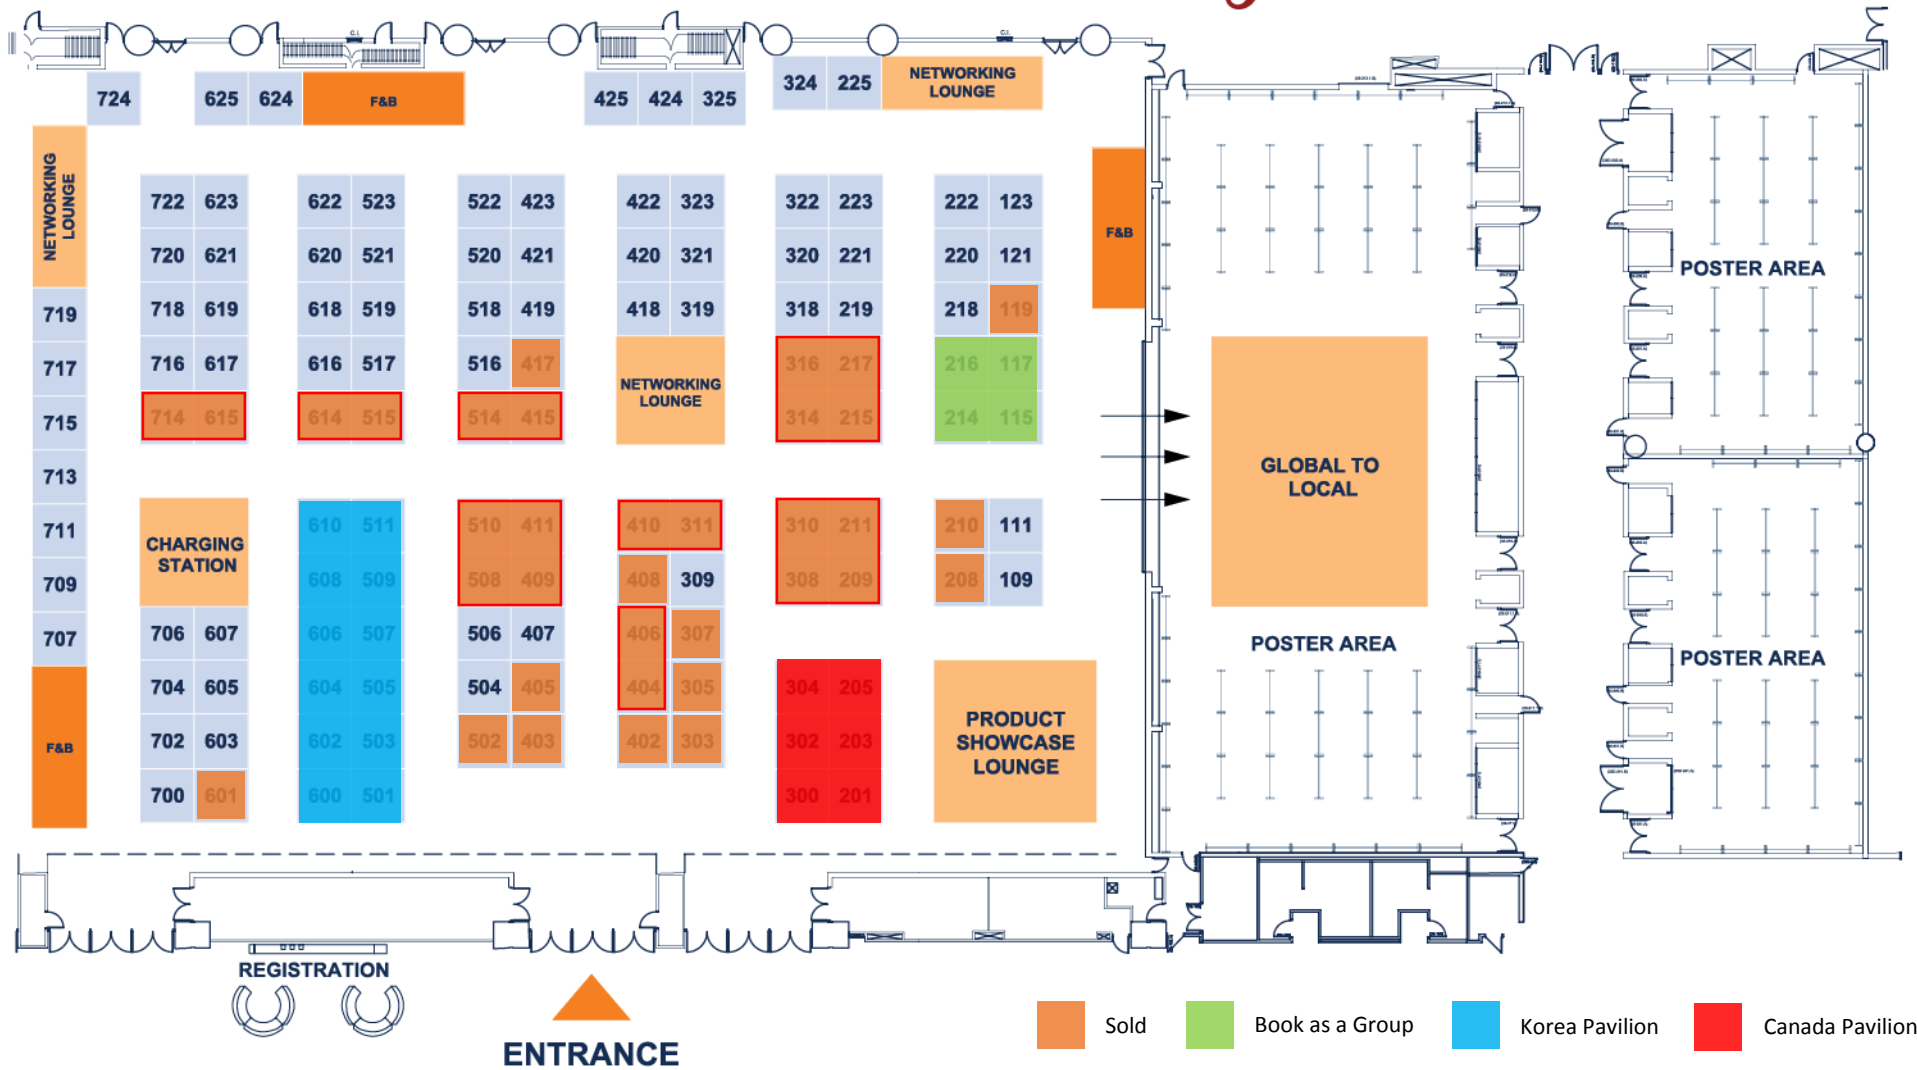 324 225 NETWORKING
LOUNGE
724 625 624 F&B 425 424 325
NETWORKING
LOUNGE
722 623 622 523 522 423 422 323 322 223 222 123
F&B
720 621 620 521 520 421 420 321 320 221 220 121
POSTER AREA
719 718 619 618 519 518 419 418 319 318 219 218 119
717 716 617 616 517 516 417 316 217 216 117
NETWORKING
LOUNGE
715 714 615 614 515 514 415 314 215 214 115
GLOBAL TO
LOCAL
713
711 610 511 510 411 410 311 310 211 210 111
CHARGING
STATION
709 608 509 508 409 408 309 308 209 208 109
707 706 607 606 507 506 407 406 307
POSTER AREA
POSTER AREA
704 605 604 505 504 405 404 305 304 205
PRODUCT
SHOWCASE
LOUNGE
F&B 702 603 602 503 502 403 402 303 302 203
700 601 600 501 300 201
REGISTRATION
ENTRANCE
Sold
Book as a Group
Korea Pavilion
Canada Pavilion